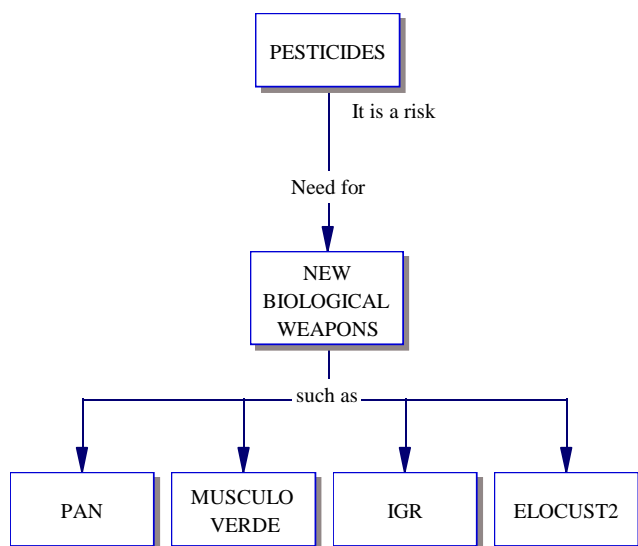 PESTICIDES
It is a risk
Need for
NEW
BIOLOGICAL
WEAPONS
such as
PAN
MUSCULO
VERDE
IGR
ELOCUST2